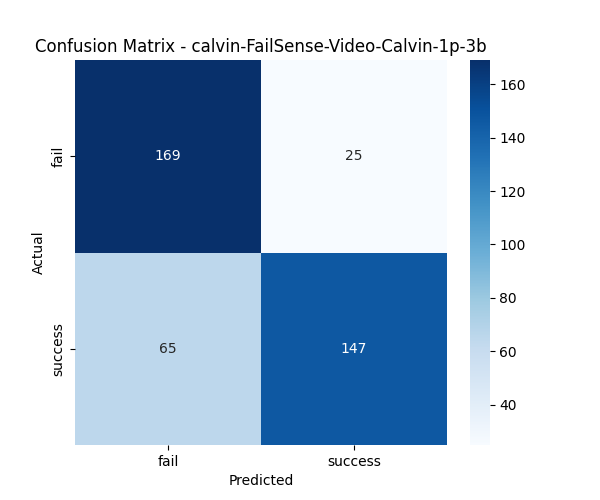 Confusion Matrix - calvin-FailSense-Video-Calvin-1p-3b
fail
169
25
success
65
147
Actual
fail
success
Predicted
160
140
120
100
80
60
40